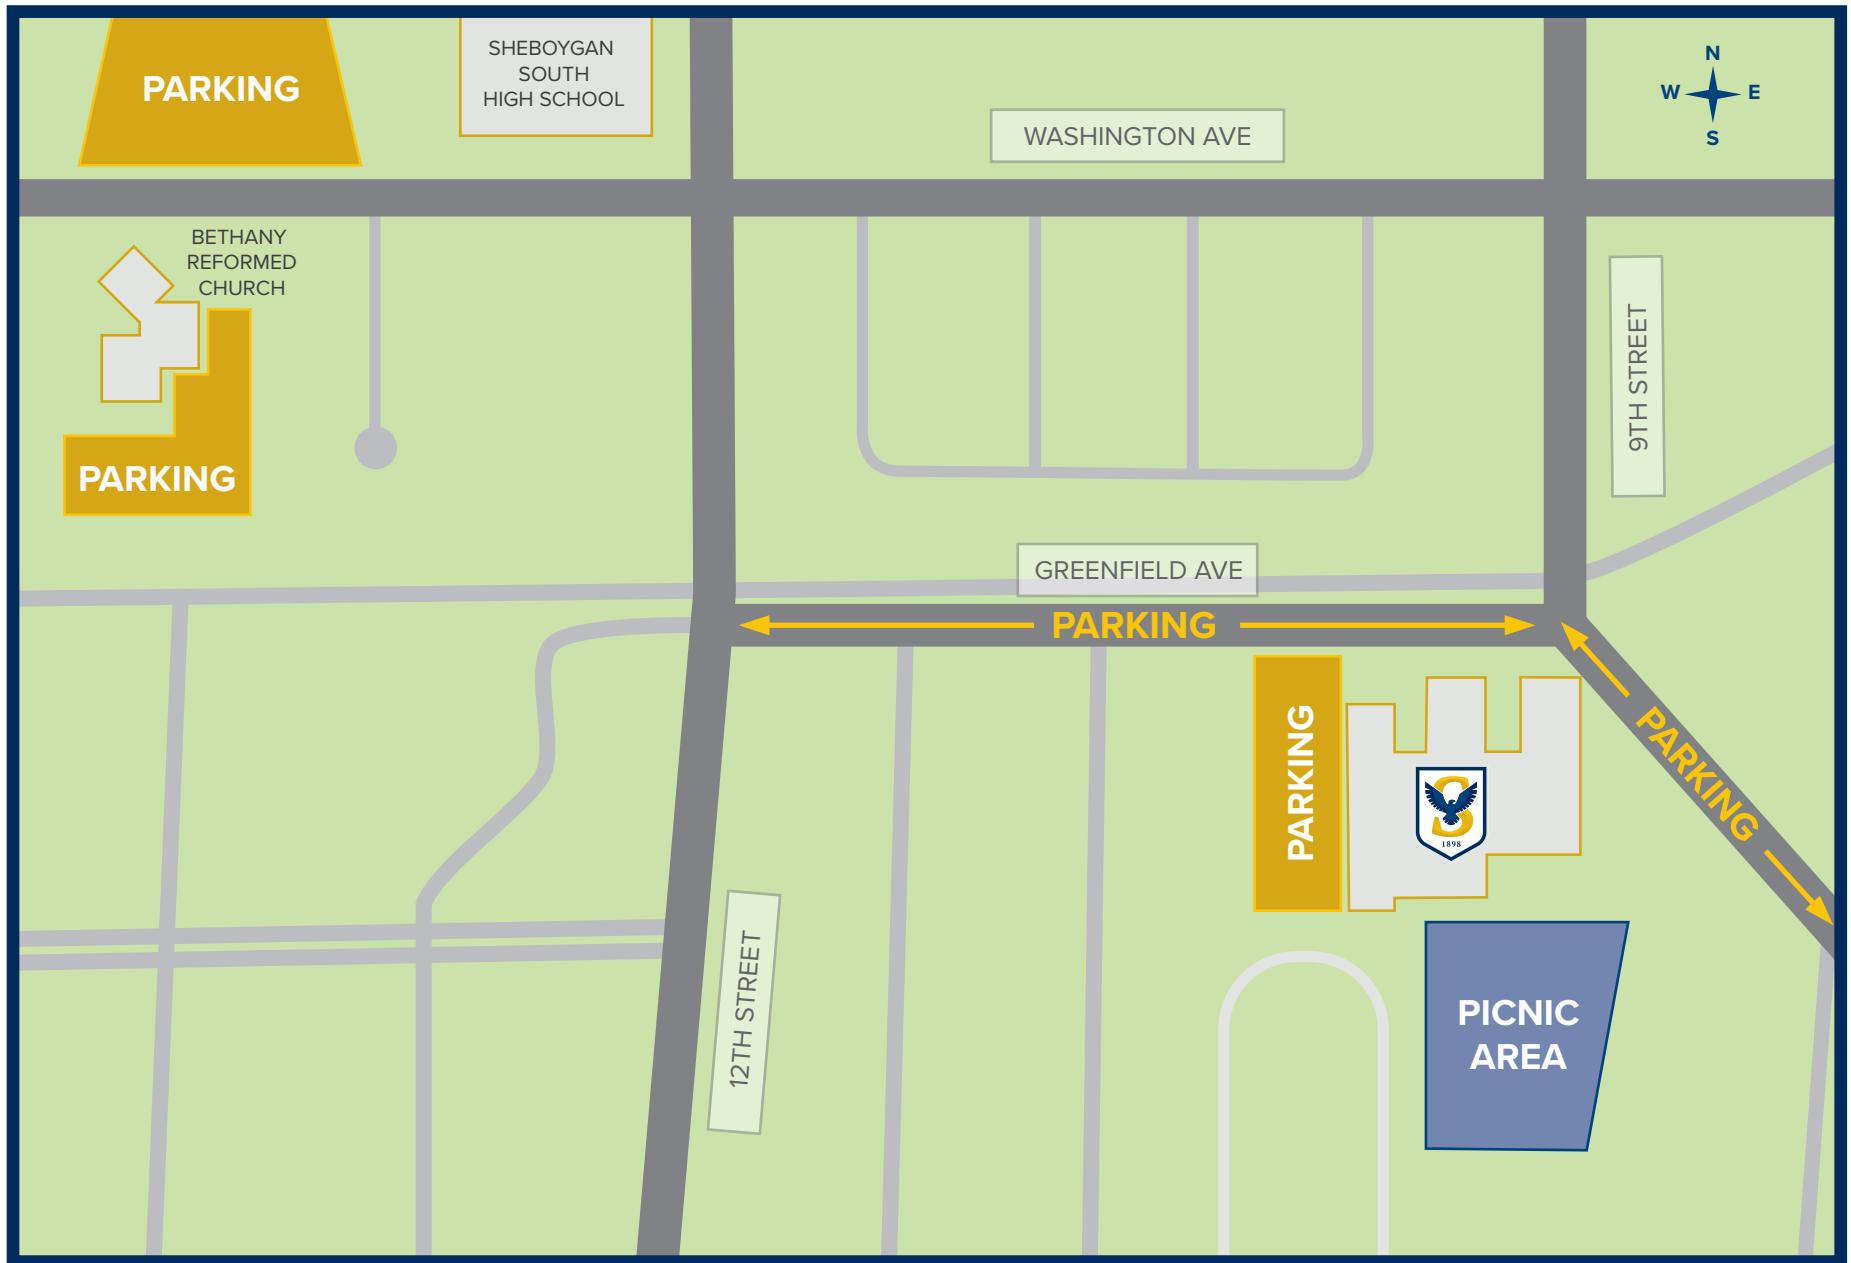 PARKING
SHEBOYGAN
SOUTH
HIGH SCHOOL
N
W
E
S
WASHINGTON AVE
BETHANY
REFORMED
CHURCH
9TH STREET
PARKING
GREENFIELD AVE
PARKING
PARKING
PARKING
S
1898
12TH STREET
PICNIC
AREA